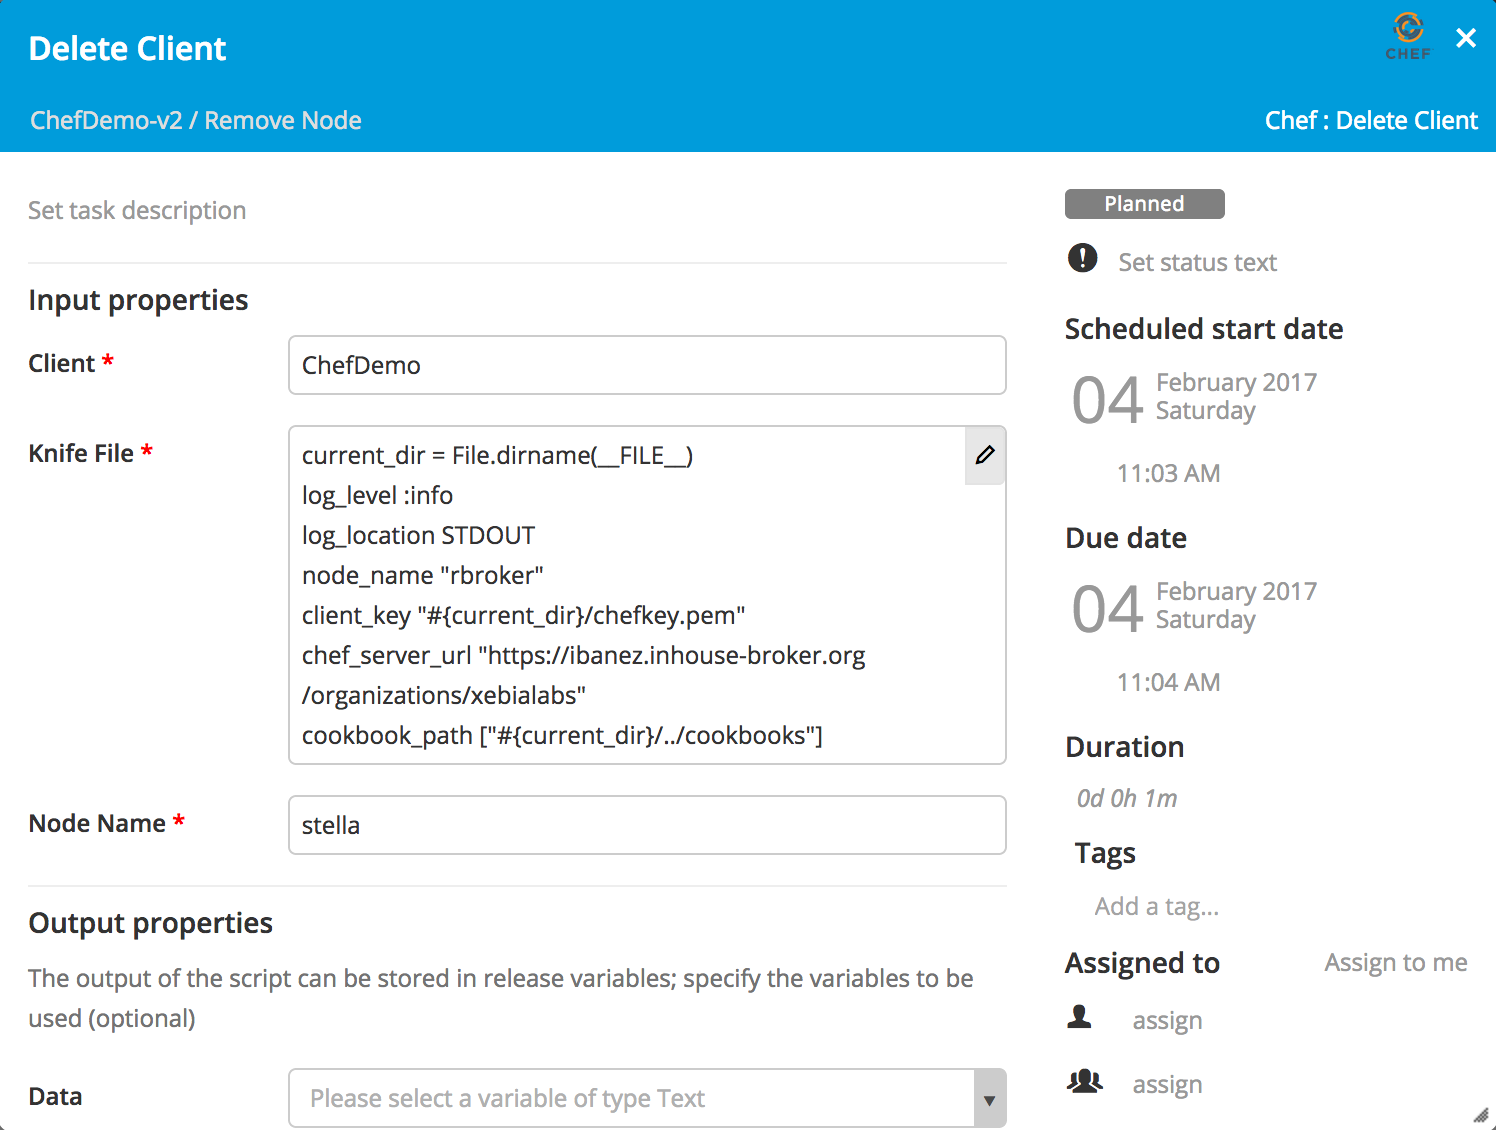 Delete Client
CHEF
ChefDemo-v2 / Remove Node
Chef : Delete Client
Set task description
Input properties
Client *
ChefDemo
Knife File *
current_dir = File.dirname(__FILE__)
log_level :info
log_location STDOUT
node_name "rbroker"
client_key "#{current_dir}/chefkey.pem"
chef_server_url "https://ibanez.inhouse-broker.org
/organizations/xebialabs"
cookbook_path ["#{current_dir}/../cookbooks"]
Node Name *
stella
Output properties
The output of the script can be stored in release variables; specify the variables to be
used (optional)
Data
Please select a variable of type Text
Planned
Set status text
Scheduled start date
04
February 2017
Saturday
11:03 AM
Due date
04
February 2017
Saturday
11:04 AM
Duration
0d 0h 1m
Tags
Add a tag...
Assigned to
Assign to me
assign
assign